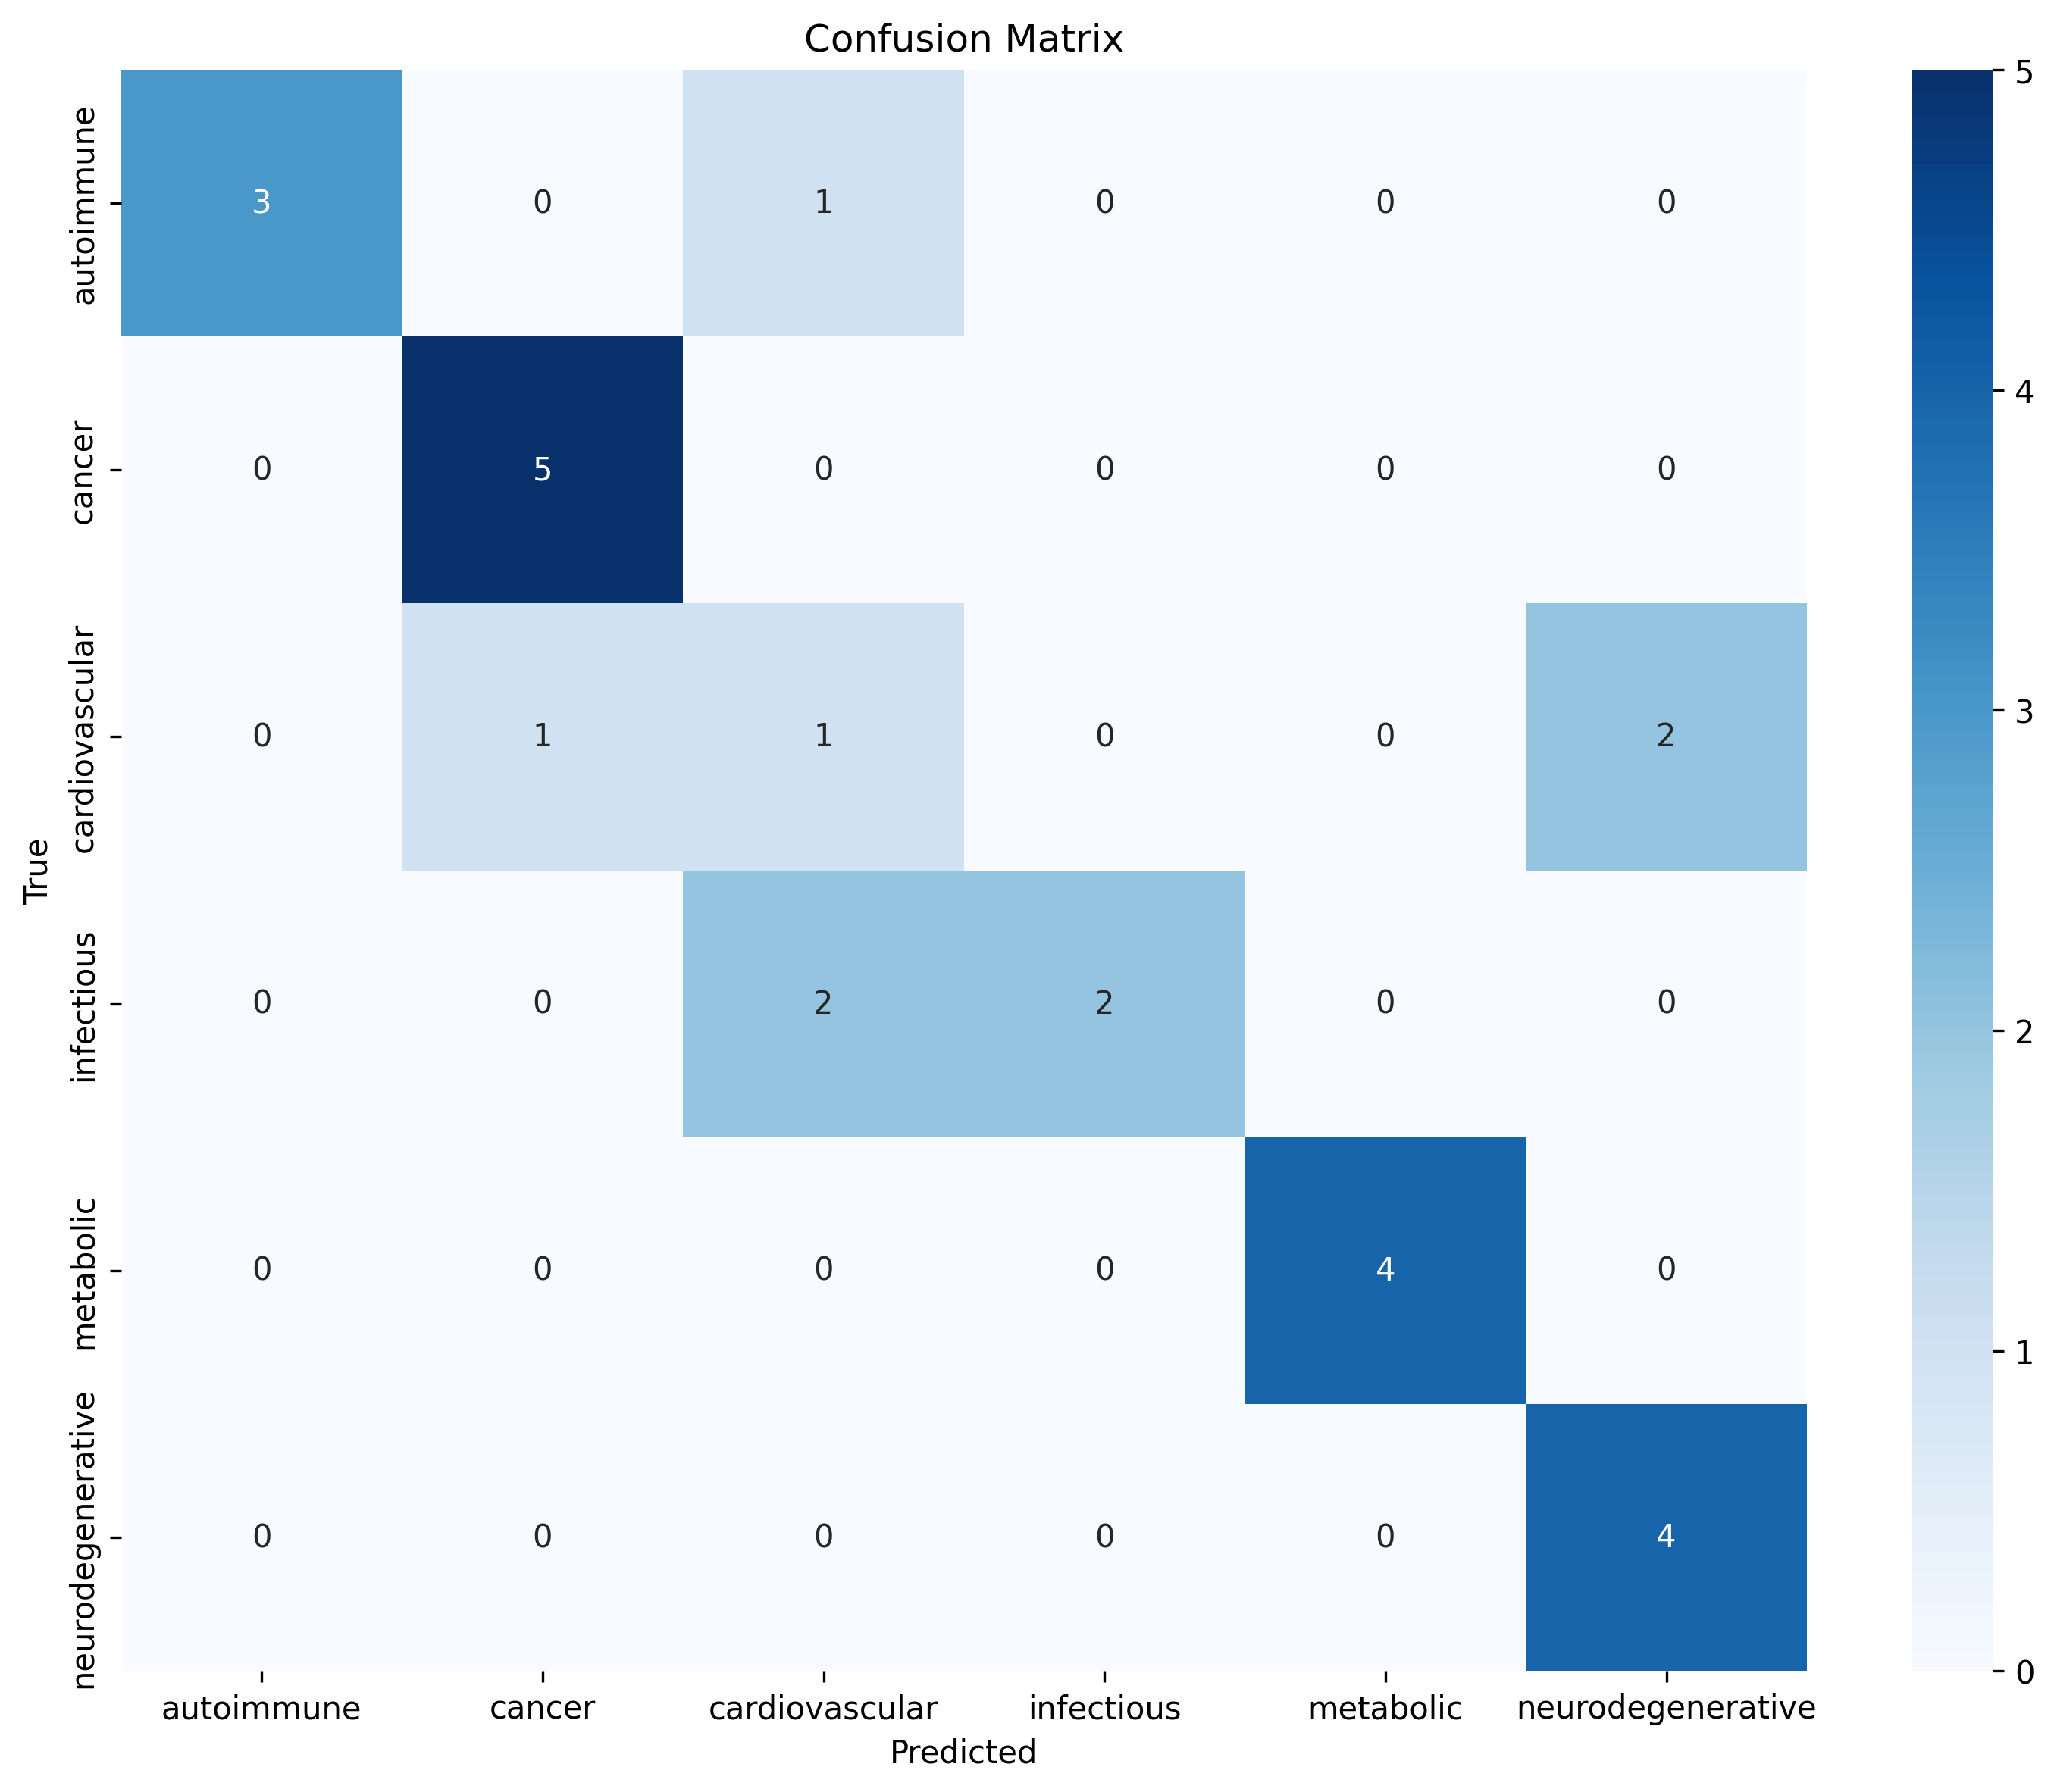 Confusion Matrix
True
autoimmune 3 0 1 0 0 0
cancer 0 5 0 0 0 0
cardiovascular 0 1 1 0 0 2
infectious 0 0 2 2 0 0
metabolic 0 0 0 0 4 0
neurodegenerative 0 0 0 0 0 4
autoimmune cancer cardiovascular infectious metabolic neurodegenerative
Predicted
5
4
3
2
1
0